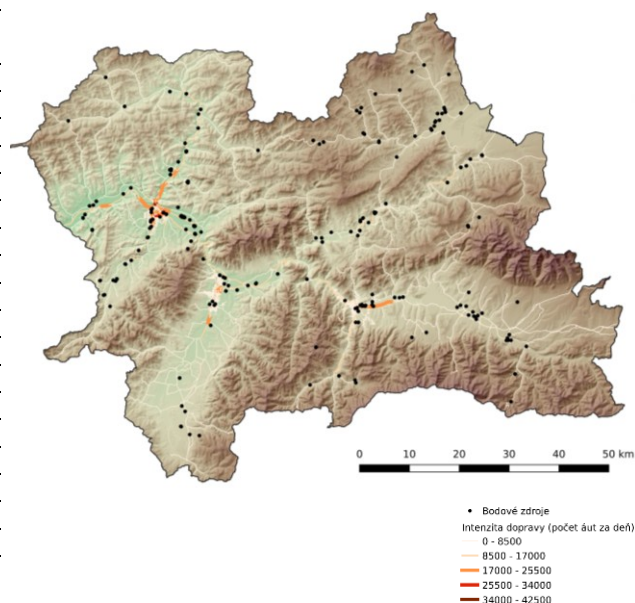 0 10 20 30 40 50 km
Bodové zdroje
Intenzita dopravy (počet áut za deň)
0 - 8500
8500 - 17000
17000 - 25500
25500 - 34000
34000 - 42500